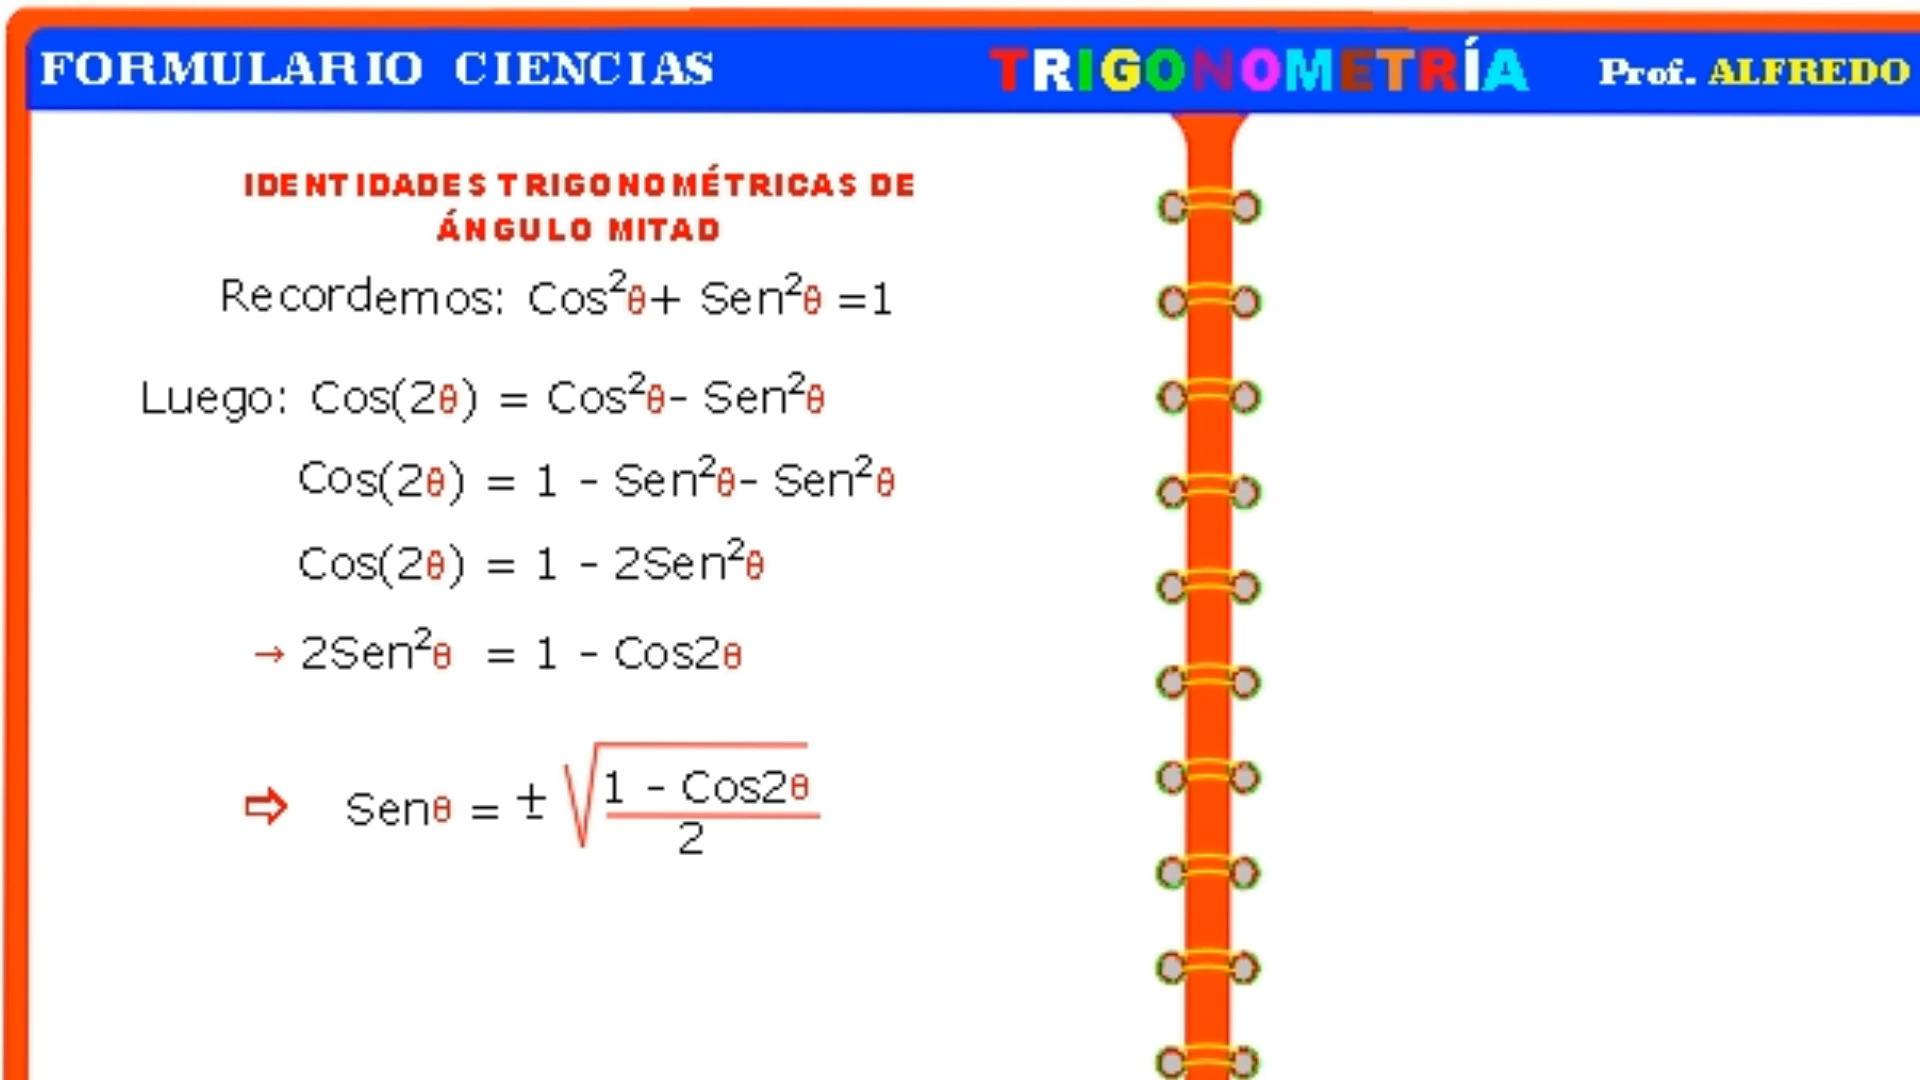 FORMULARIO CIENCIAS TRIGONOMETRÍA Prof. ALFREDO
IDENTIDADES TRIGONOMÉTRICAS DE
ÁNGULO MITAD
Recordemos: Cos²θ+ Sen²θ =1
Luego: Cos(2θ) = Cos²θ- Sen²θ
Cos(2θ) = 1 - Sen²θ- Sen²θ
Cos(2θ) = 1 - 2Sen²θ
→ 2Sen²θ = 1 - Cos2θ
⇨ Senθ = ± √(1 - Cos2θ / 2)